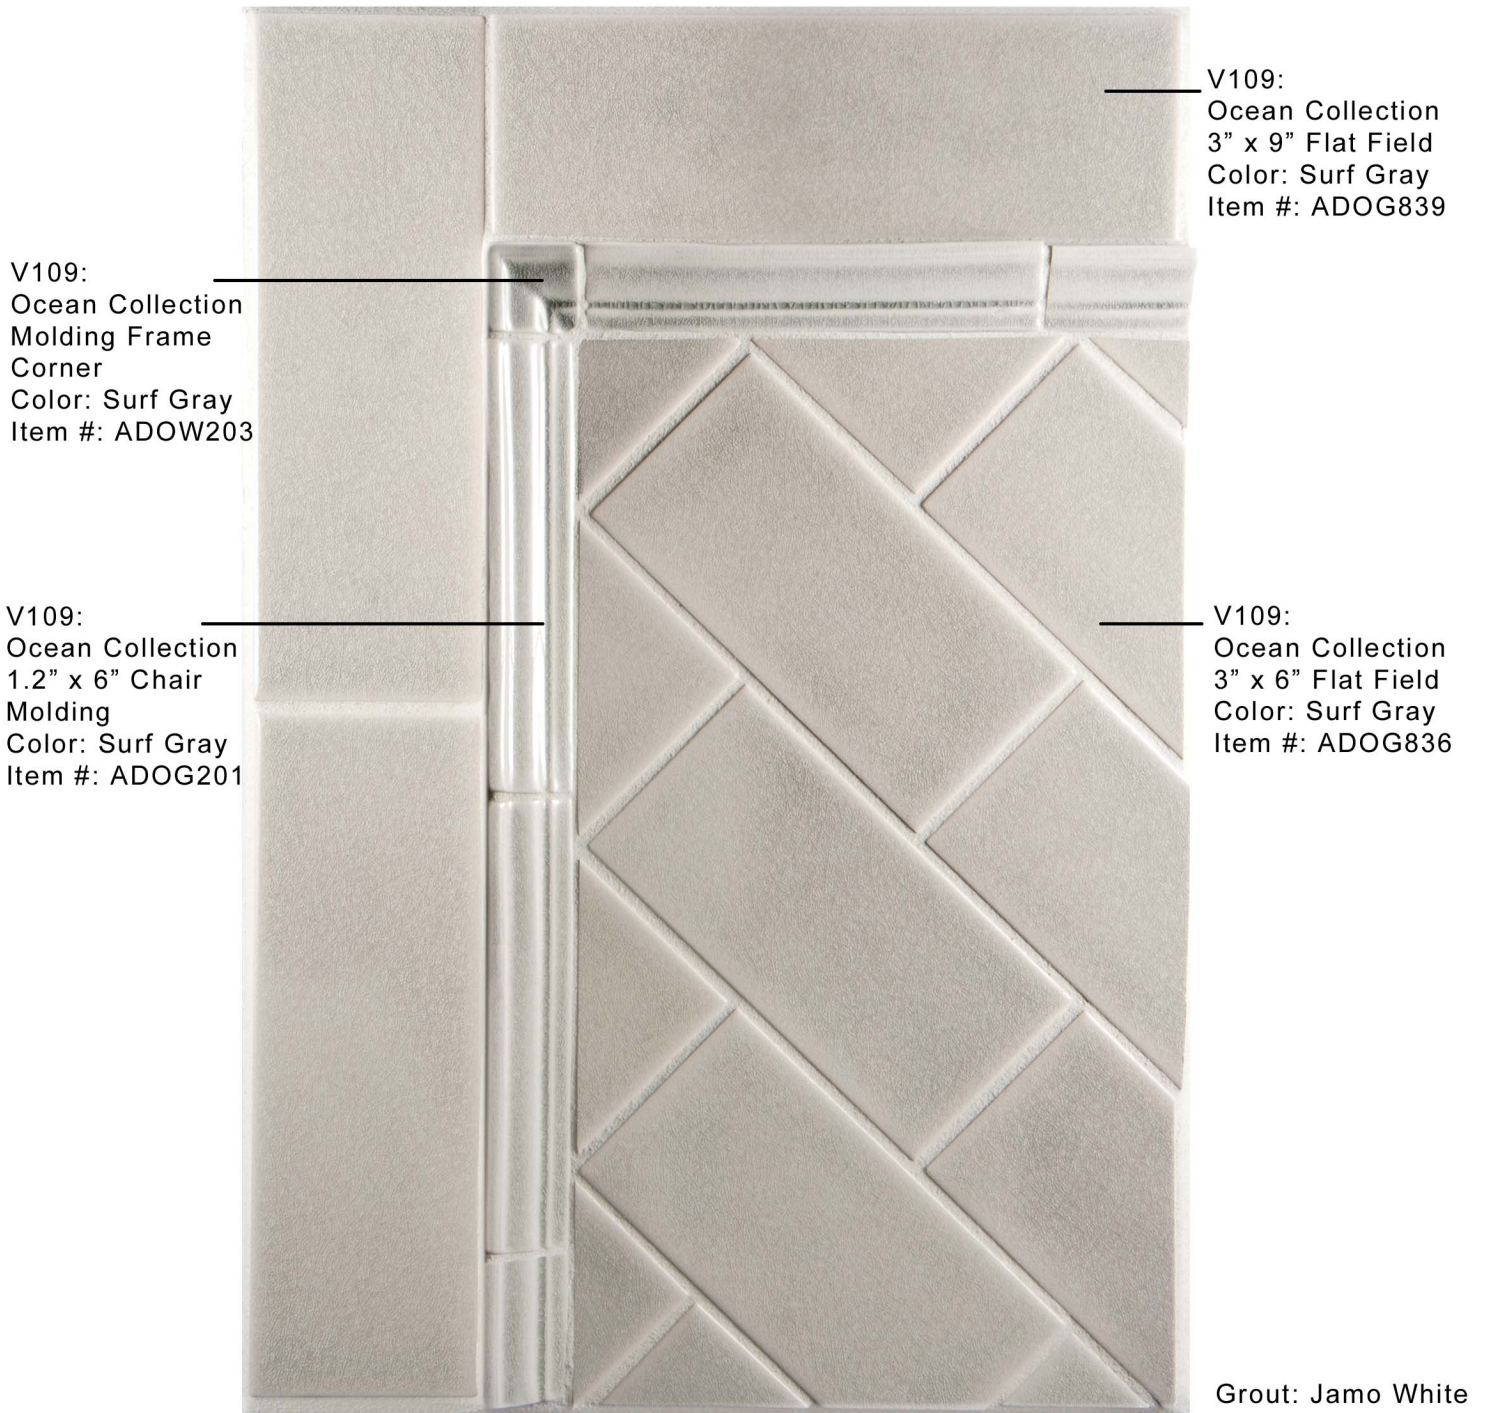 V109:
Ocean Collection
3” x 9” Flat Field
Color: Surf Gray
Item #: ADOG839
V109:
Ocean Collection
Molding Frame
Corner
Color: Surf Gray
Item #: ADOW203
V109:
Ocean Collection
1.2” x 6” Chair
Molding
Color: Surf Gray
Item #: ADOG201
V109:
Ocean Collection
3” x 6” Flat Field
Color: Surf Gray
Item #: ADOG836
Grout: Jamo White